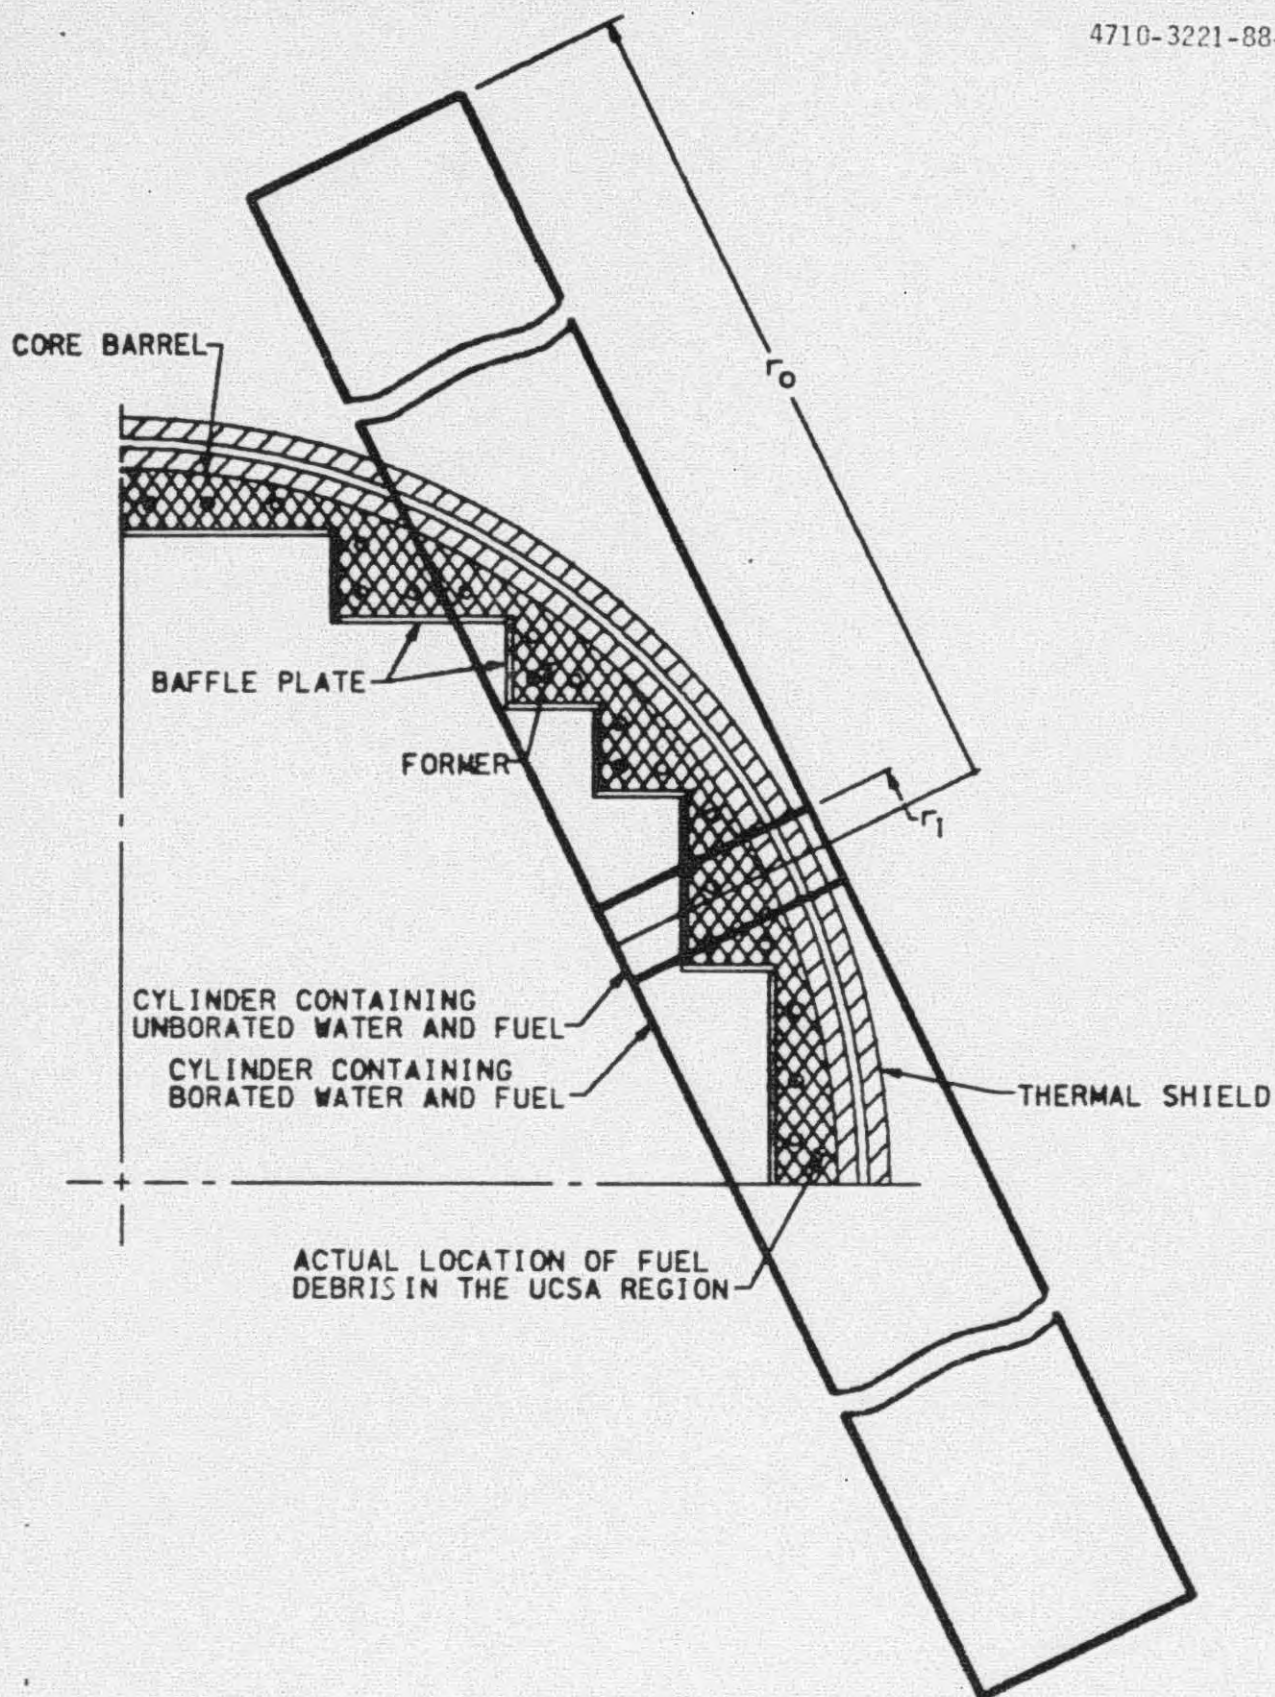 4710-3221-88-
r₀
CORE BARREL
BAFFLE PLATE
FORMER
r₁
CYLINDER CONTAINING
UNBORATED WATER AND FUEL
CYLINDER CONTAINING
BORATED WATER AND FUEL
THERMAL SHIELD
ACTUAL LOCATION OF FUEL
DEBRIS IN THE UCSA REGION